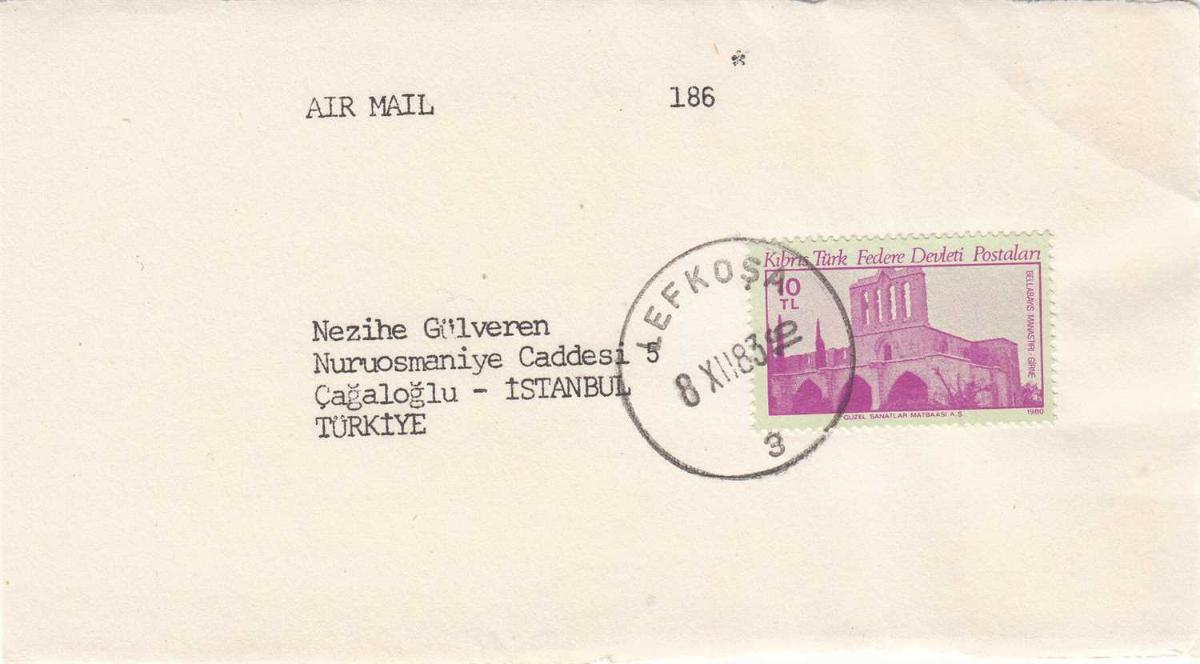 *
AIR MAIL 186
Kıbrıs Türk Federe Devleti Postaları
10
TL
BELLABAYIS MANASTIRI - GİRNE
GÜZEL SANATLAR MATBAASI A.Ş.
1980
LEFKOŞA
8 XII 83
3
Nezihe Gülveren
Nuruosmaniye Caddesi 5
Çağaloğlu - İSTANBUL
TÜRKİYE